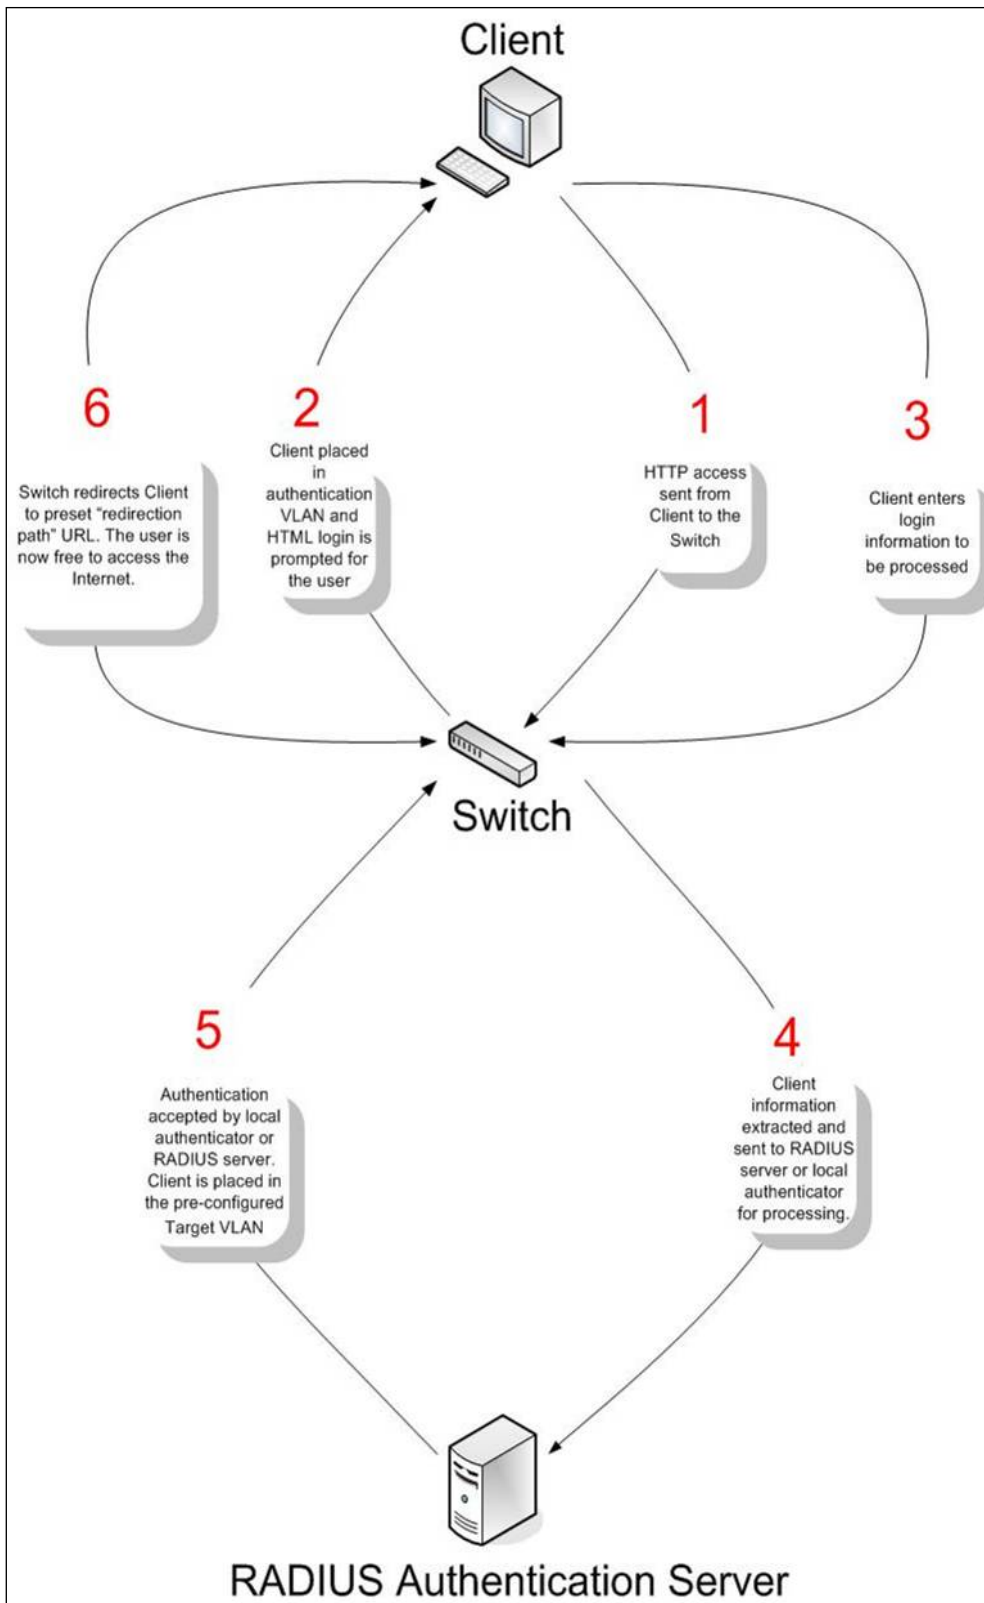 Client
6
Switch redirects Client
to preset "redirection
path" URL. The user is
now free to access the
Internet.
2
Client placed
in
authentication
VLAN and
HTML login is
prompted for
the user
1
HTTP access
sent from
Client to the
Switch
3
Client enters
login
information to
be processed
Switch
5
Authentication
accepted by local
authenticator or
RADIUS server.
Client is placed in
the pre-configured
Target VLAN
4
Client
information
extracted and
sent to RADIUS
server or local
authenticator
for processing.
RADIUS Authentication Server